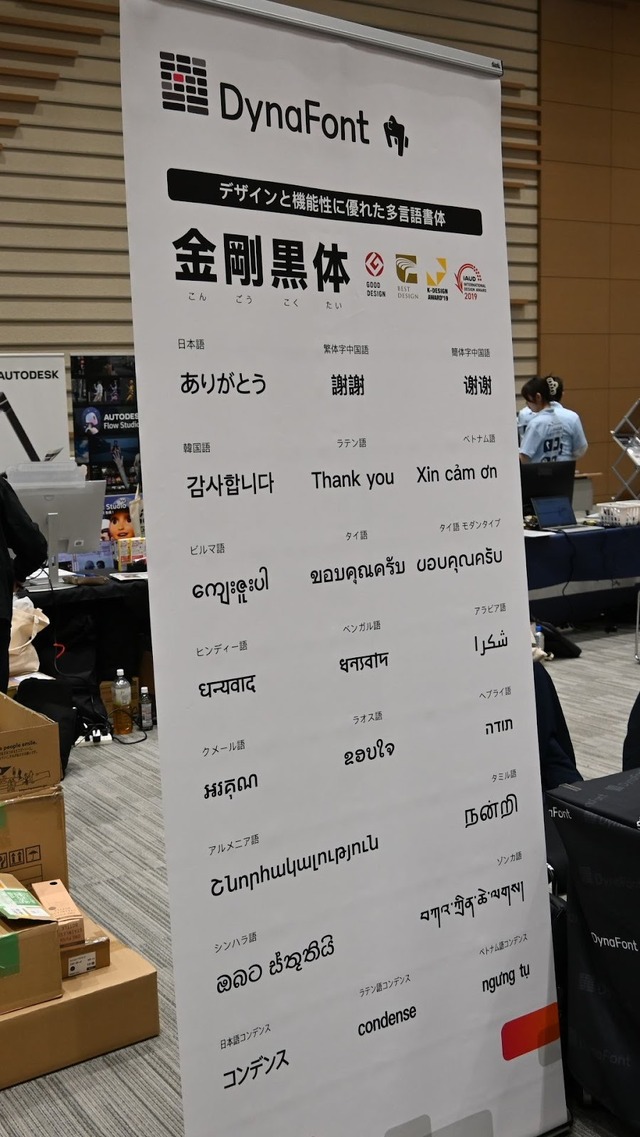 DynaFont
デザインと機能性に優れた多言語書体
金剛黒体
こん ごう こく たい
GOOD DESIGN
BEST DESIGN
K-DESIGN AWARD'19
iAUD INTERNATIONAL DESIGN AWARD 2019
日本語 繁体字中国語 簡体字中国語
ありがとう 謝謝 谢谢
韓国語 ラテン語 ベトナム語
감사합니다 Thank you Xin cảm ơn
ビルマ語 タイ語 タイ語 モダンタイプ
ကျေးဇူးပါ ขอบคุณครับ ขอบคุณครับ
ヒンディー語 ベンガル語 アラビア語
धन्यवाद ধন্যবাদ شكرا
クメール語 ラオス語 ヘブライ語
អរគុណ ຂອບໃຈ תודה
アルメニア語 タミル語
Շնորհակալություն நன்றி
シンハラ語 ゾンカ語
ඔබට ස්තූතියි བཀའ་དྲིན་ཆེ་ལགས།
日本語コンデンス ラテン語コンデンス ベトナム語コンデンス
コンデンス condense ngưng tụ
AUTODESK
AUTODES
Flow Studio
Studio
DynaFont